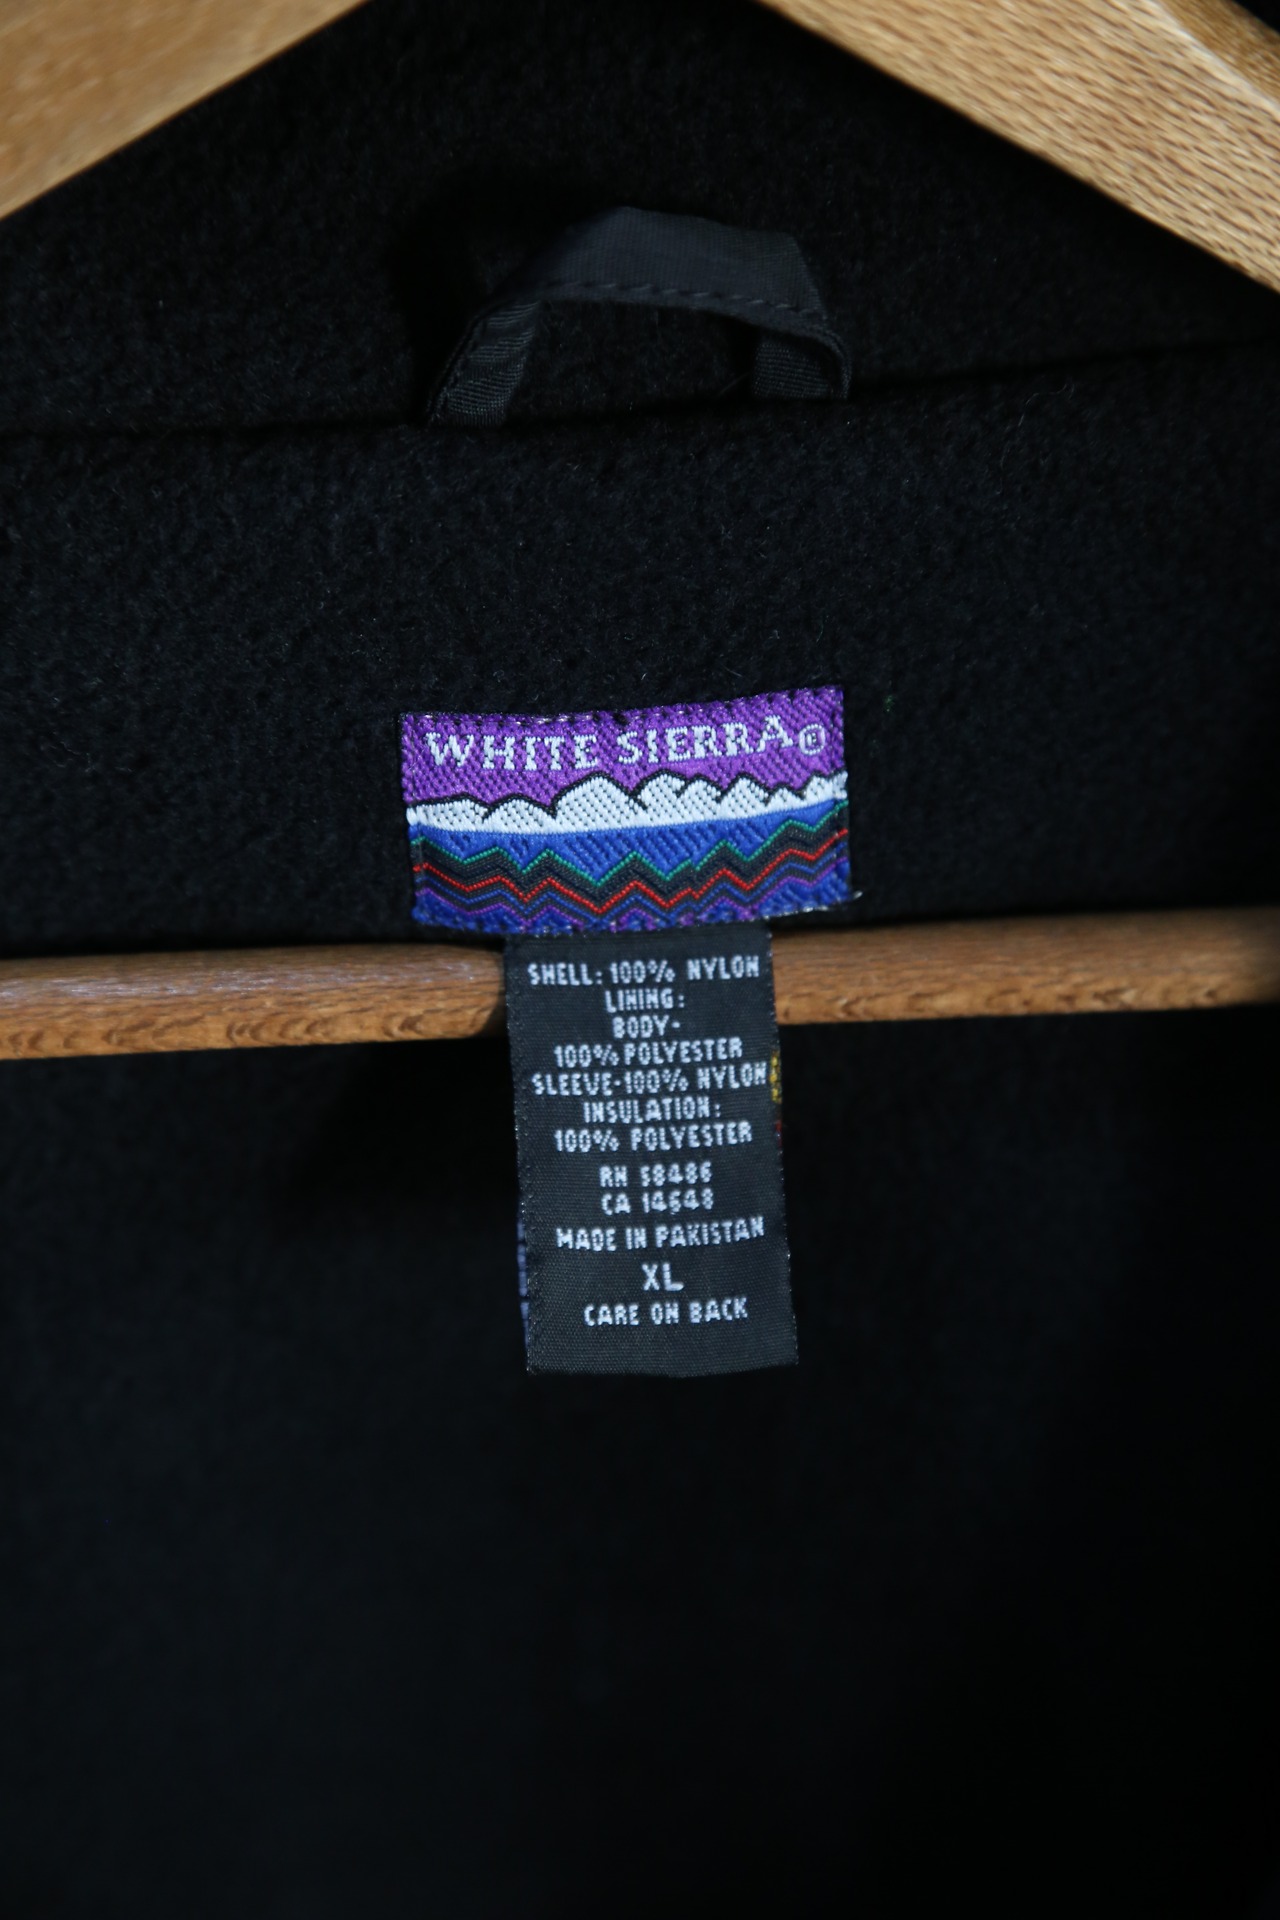 WHITE SIERRA®
SHELL: 100% NYLON
LINING:
BODY-
100% POLYESTER
SLEEVE-100% NYLON
INSULATION:
100% POLYESTER
RN 58486
CA 14648
MADE IN PAKISTAN
XL
CARE ON BACK